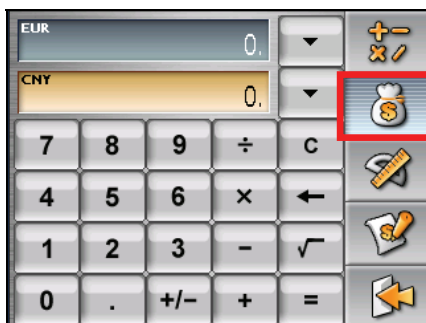 EUR
0.
CNY
0.
7 8 9 ÷ C
4 5 6 × ←
1 2 3 − √
0 . +/− + =